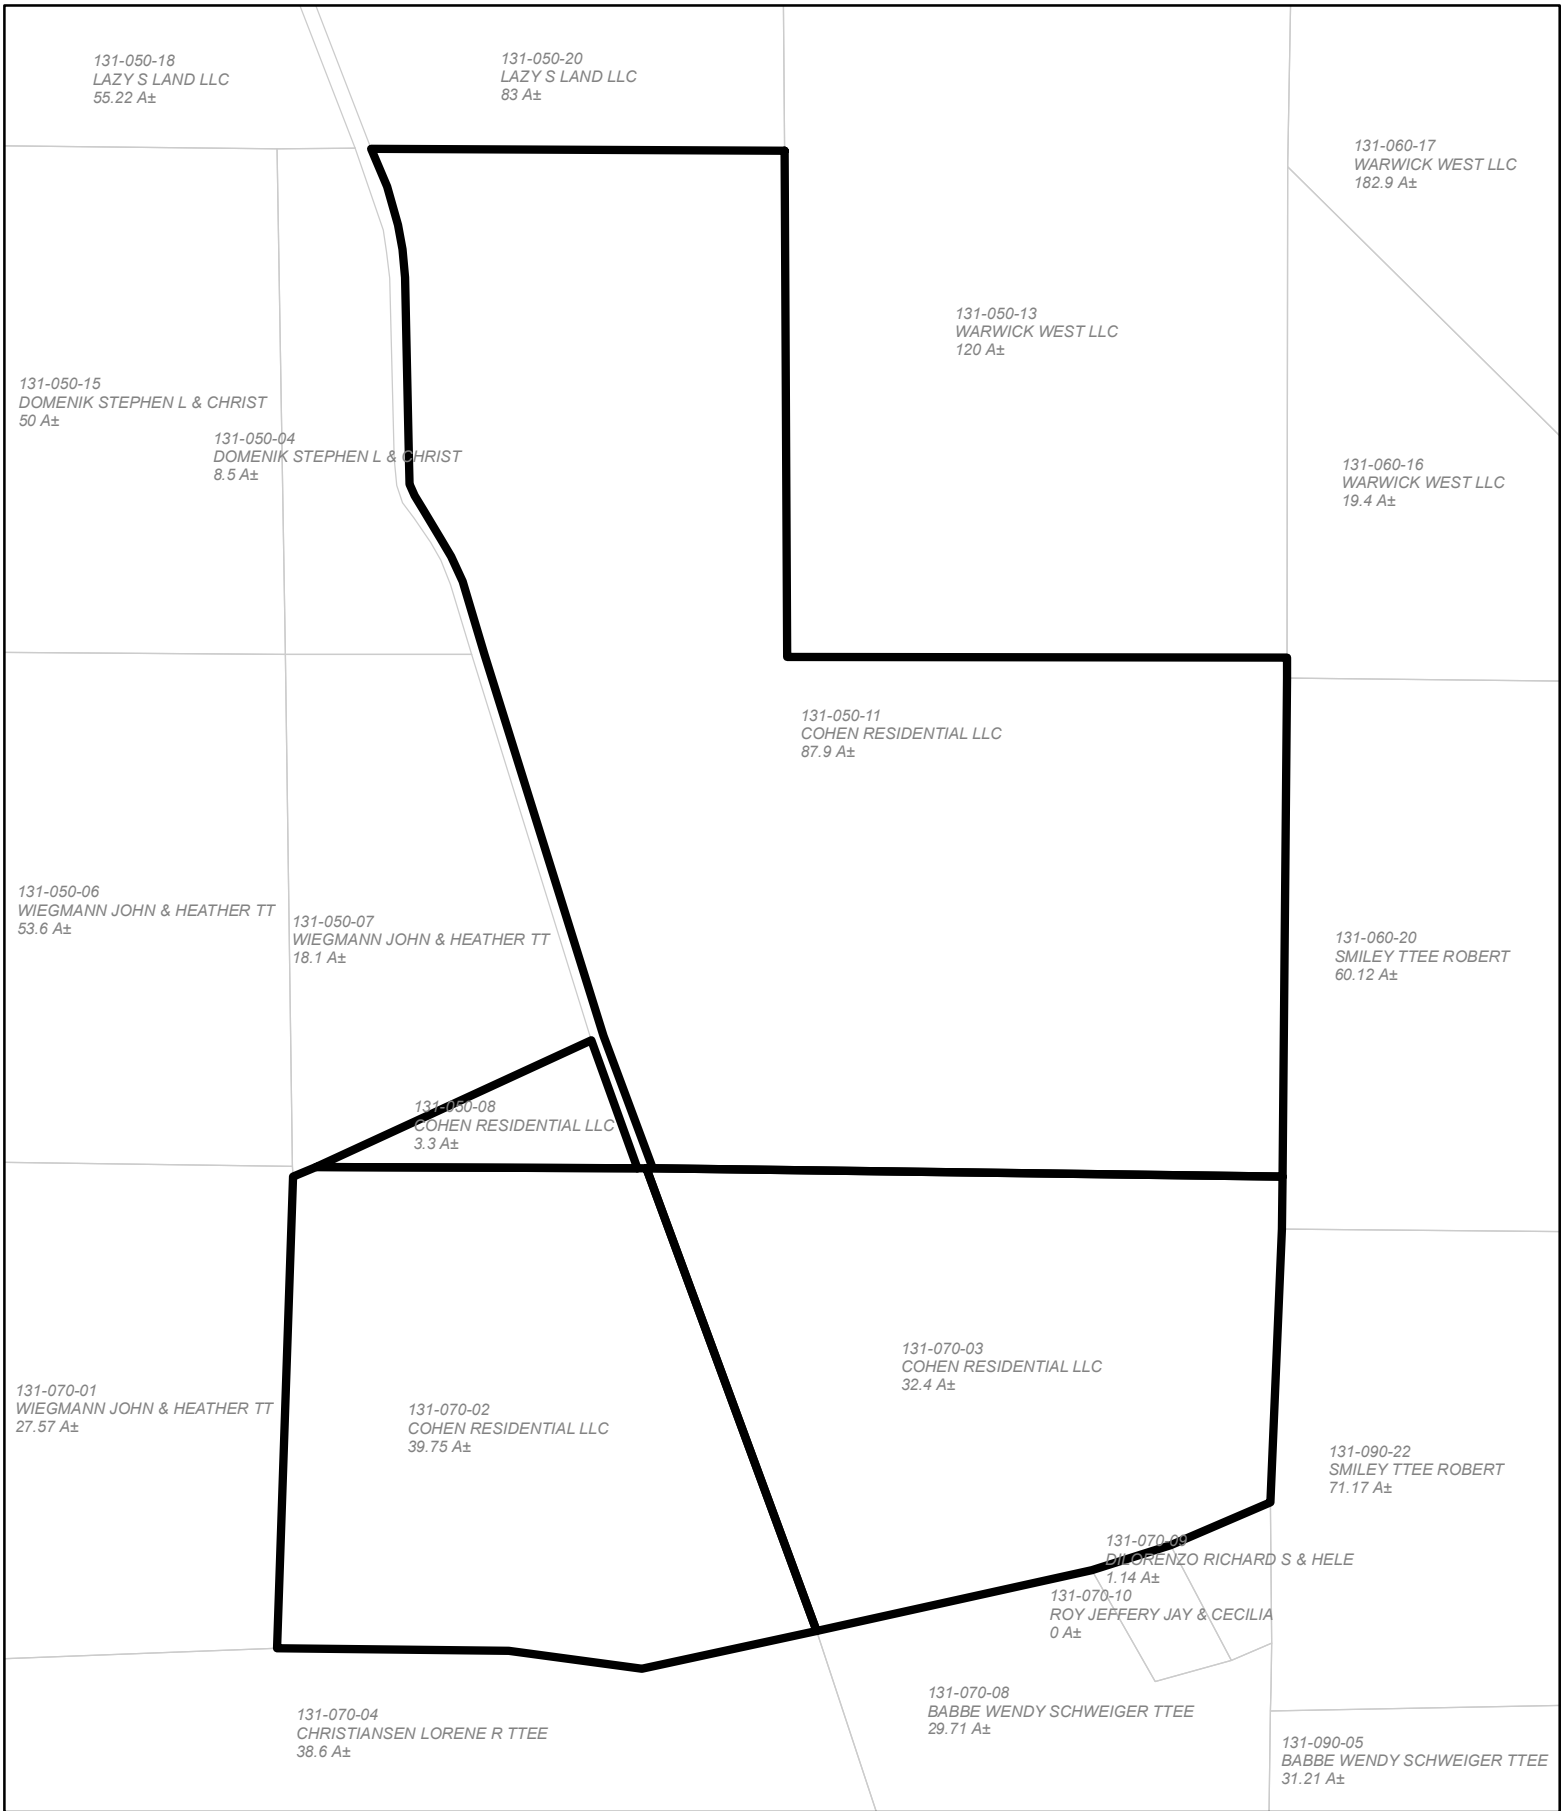 131-050-18
LAZY S LAND LLC
55.22 A±
131-050-20
LAZY S LAND LLC
83 A±
131-060-17
WARWICK WEST LLC
182.9 A±
131-050-13
WARWICK WEST LLC
120 A±
131-050-15
DOMENIK STEPHEN L & CHRIST
50 A±
131-050-04
DOMENIK STEPHEN L & CHRIST
8.5 A±
131-060-16
WARWICK WEST LLC
19.4 A±
131-050-11
COHEN RESIDENTIAL LLC
87.9 A±
131-050-06
WIEGMANN JOHN & HEATHER TT
53.6 A±
131-050-07
WIEGMANN JOHN & HEATHER TT
18.1 A±
131-060-20
SMILEY TTEE ROBERT
60.12 A±
131-050-08
COHEN RESIDENTIAL LLC
3.3 A±
131-070-03
COHEN RESIDENTIAL LLC
32.4 A±
131-070-01
WIEGMANN JOHN & HEATHER TT
27.57 A±
131-070-02
COHEN RESIDENTIAL LLC
39.75 A±
131-090-22
SMILEY TTEE ROBERT
71.17 A±
131-070-09
DILORENZO RICHARD S & HELE
1.14 A±
131-070-10
ROY JEFFERY JAY & CECILIA
0 A±
131-070-08
BABBE WENDY SCHWEIGER TTEE
29.71 A±
131-070-04
CHRISTIANSEN LORENE R TTEE
38.6 A±
131-090-05
BABBE WENDY SCHWEIGER TTEE
31.21 A±